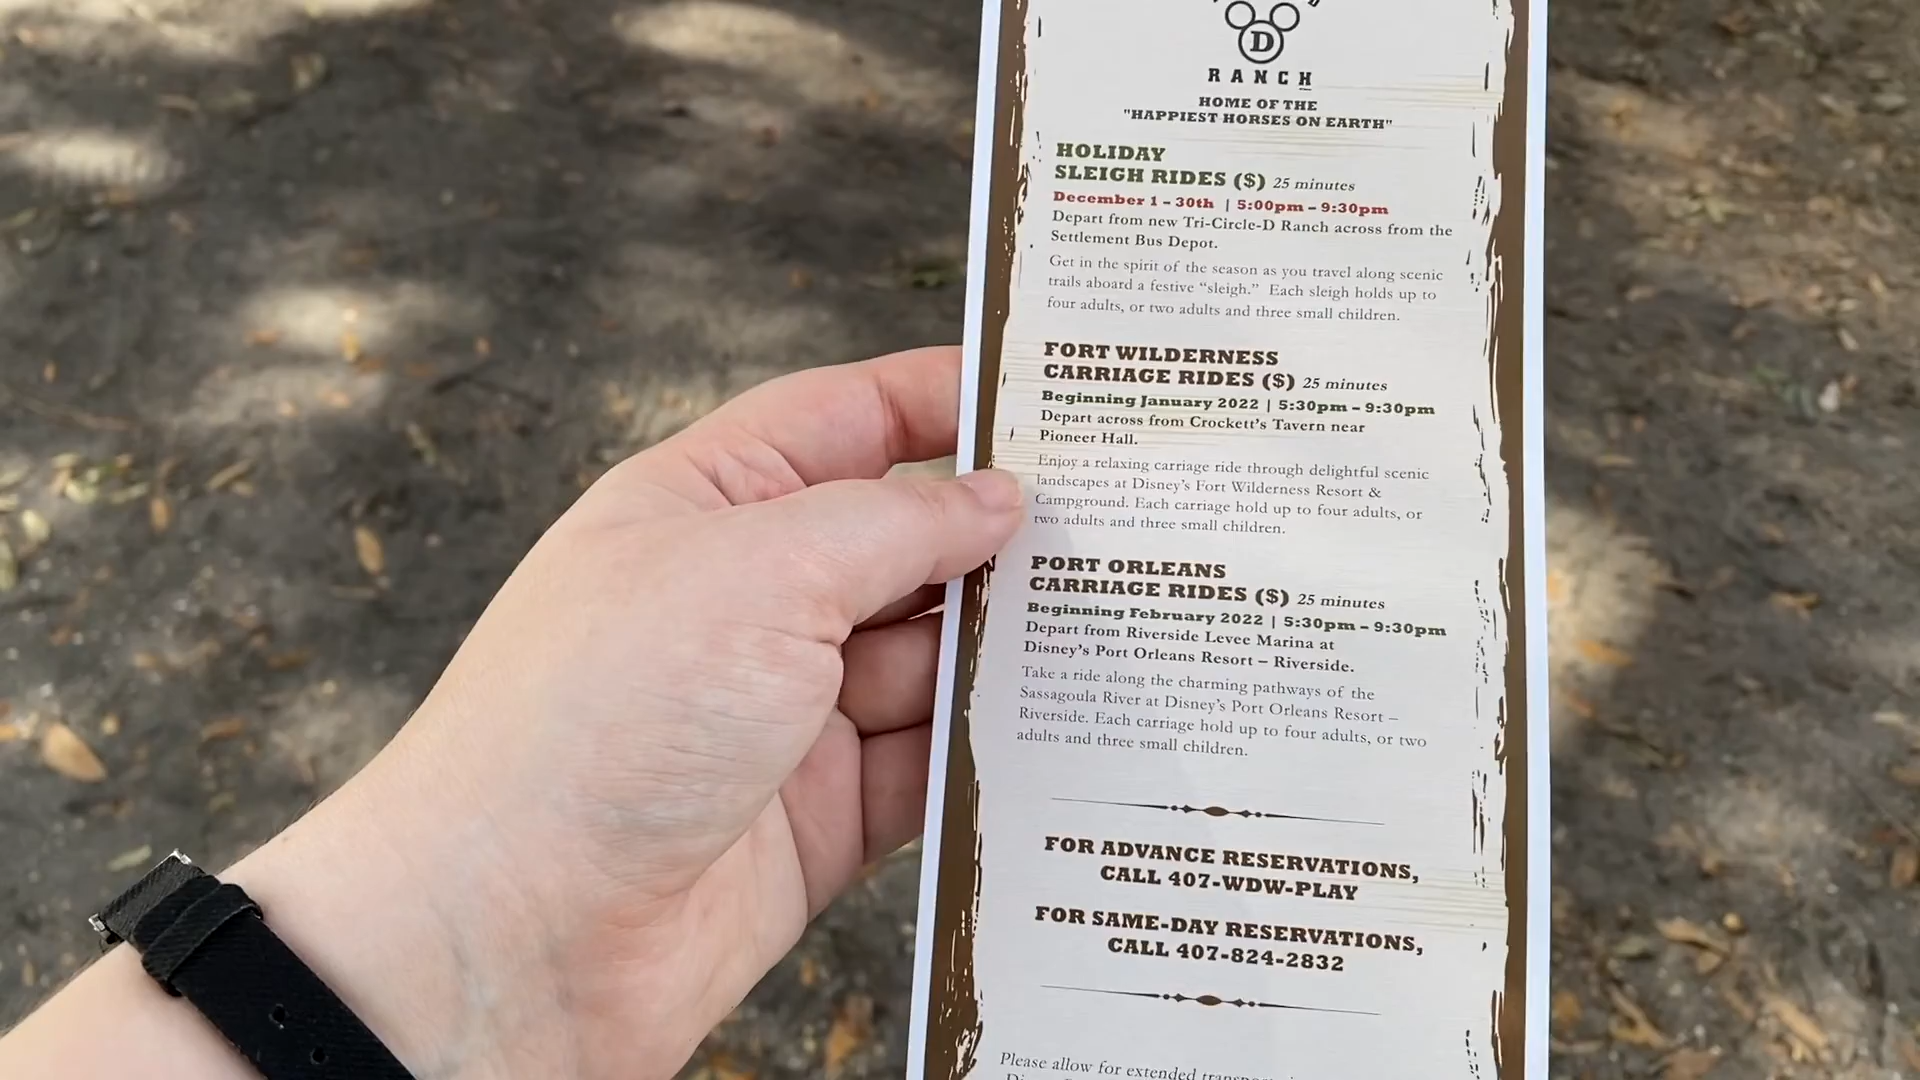 D
RANCH
HOME OF THE
"HAPPIEST HORSES ON EARTH"
HOLIDAY
SLEIGH RIDES ($) 25 minutes
December 1 – 30th | 5:00pm – 9:30pm
Depart from new Tri-Circle-D Ranch across from the
Settlement Bus Depot.
Get in the spirit of the season as you travel along scenic
trails aboard a festive “sleigh.” Each sleigh holds up to
four adults, or two adults and three small children.
FORT WILDERNESS
CARRIAGE RIDES ($) 25 minutes
Beginning January 2022 | 5:30pm – 9:30pm
Depart across from Crockett's Tavern near
Pioneer Hall.
Enjoy a relaxing carriage ride through delightful scenic
landscapes at Disney's Fort Wilderness Resort &
Campground. Each carriage hold up to four adults, or
two adults and three small children.
PORT ORLEANS
CARRIAGE RIDES ($) 25 minutes
Beginning February 2022 | 5:30pm – 9:30pm
Depart from Riverside Levee Marina at
Disney's Port Orleans Resort – Riverside.
Take a ride along the charming pathways of the
Sassagoula River at Disney's Port Orleans Resort –
Riverside. Each carriage hold up to four adults, or two
adults and three small children.
FOR ADVANCE RESERVATIONS,
CALL 407-WDW-PLAY
FOR SAME-DAY RESERVATIONS,
CALL 407-824-2832
Please allow for extended